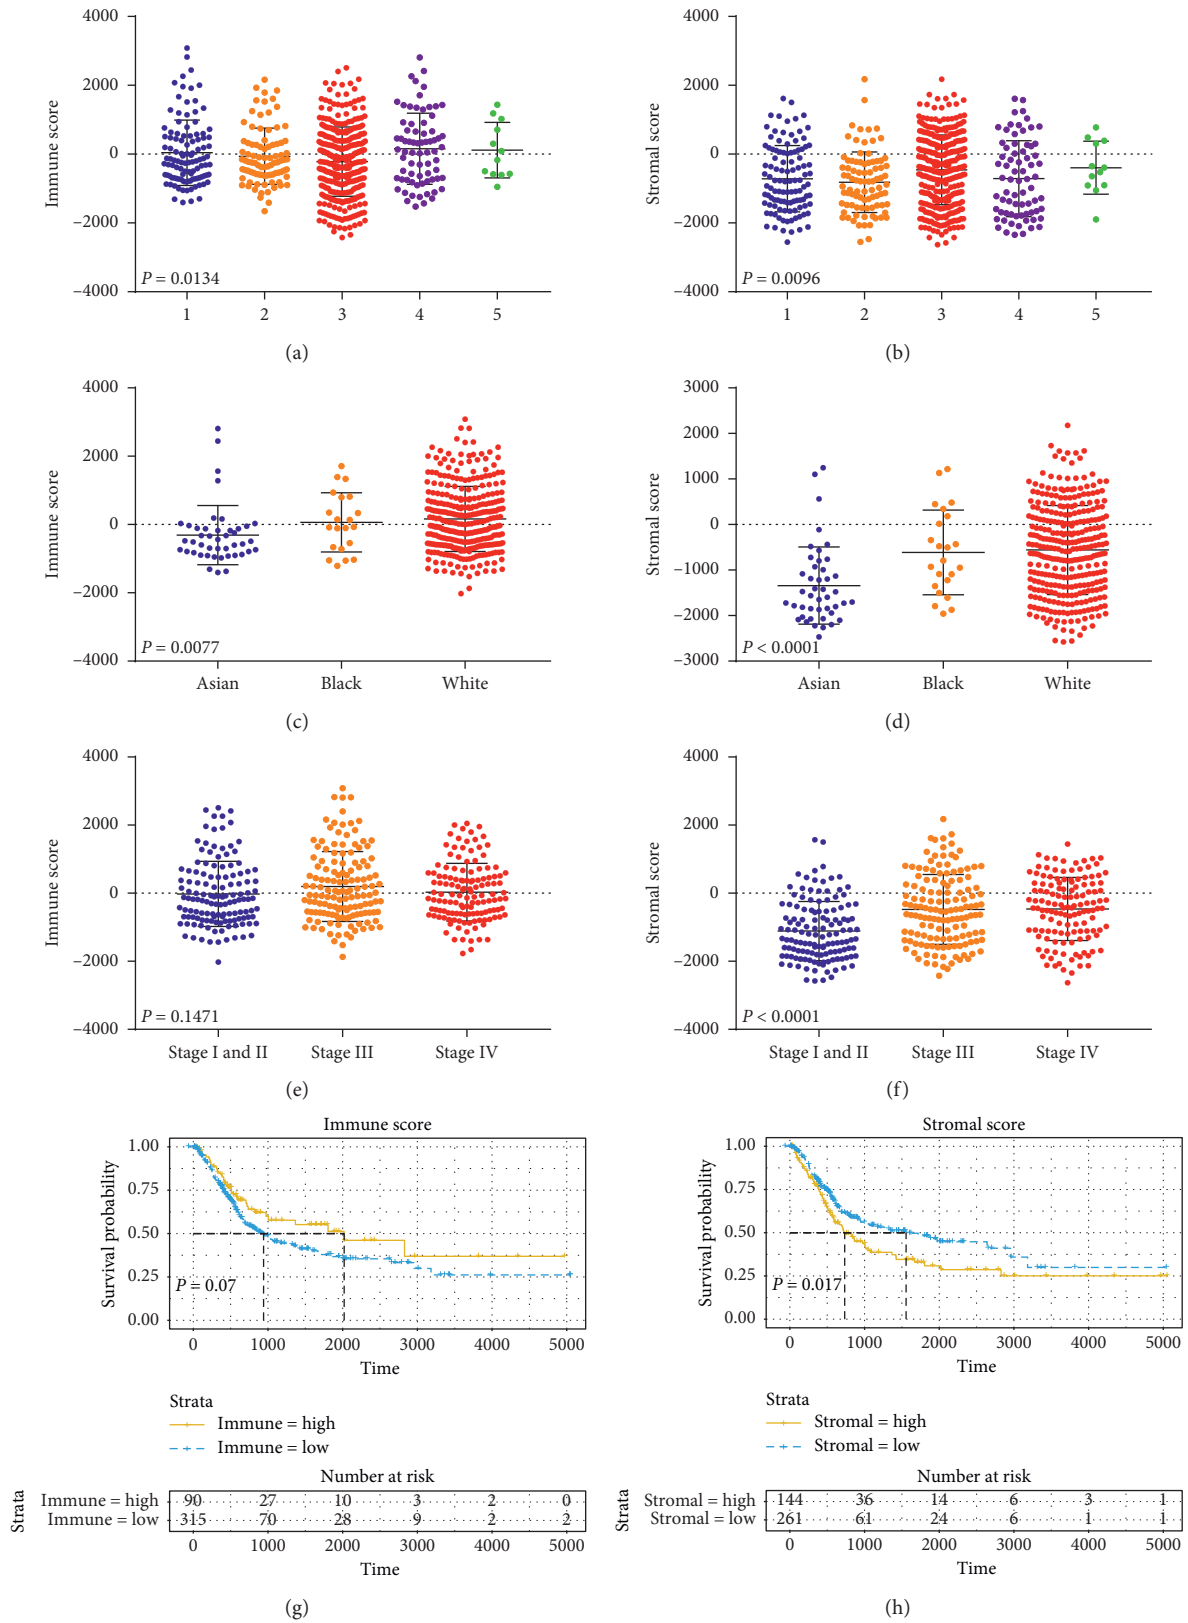 4000
2000
0
–2000
–4000
Immune score
P = 0.0134
1 2 3 4 5
(a)
4000
2000
0
–2000
–4000
Stromal score
P = 0.0096
1 2 3 4 5
(b)
4000
2000
0
–2000
–4000
Immune score
P = 0.0077
Asian Black White
(c)
3000
2000
1000
0
–1000
–2000
–3000
Stromal score
P < 0.0001
Asian Black White
(d)
4000
2000
0
–2000
–4000
Immune score
P = 0.1471
Stage I and II Stage III Stage IV
(e)
4000
2000
0
–2000
–4000
Stromal score
P < 0.0001
Stage I and II Stage III Stage IV
(f)
Immune score
1.00
0.75
0.50
0.25
0.00
Survival probability
P = 0.07
0 1000 2000 3000 4000 5000
Time
Strata
Immune = high
Immune = low
Number at risk
Strata
Immune = high 90 27 10 3 2 0
Immune = low 315 70 28 9 2 2
0 1000 2000 3000 4000 5000
Time
(g)
Stromal score
1.00
0.75
0.50
0.25
0.00
Survival probability
P = 0.017
0 1000 2000 3000 4000 5000
Time
Strata
Stromal = high
Stromal = low
Number at risk
Strata
Stromal = high 144 36 14 6 3 1
Stromal = low 261 61 24 6 1 1
0 1000 2000 3000 4000 5000
Time
(h)